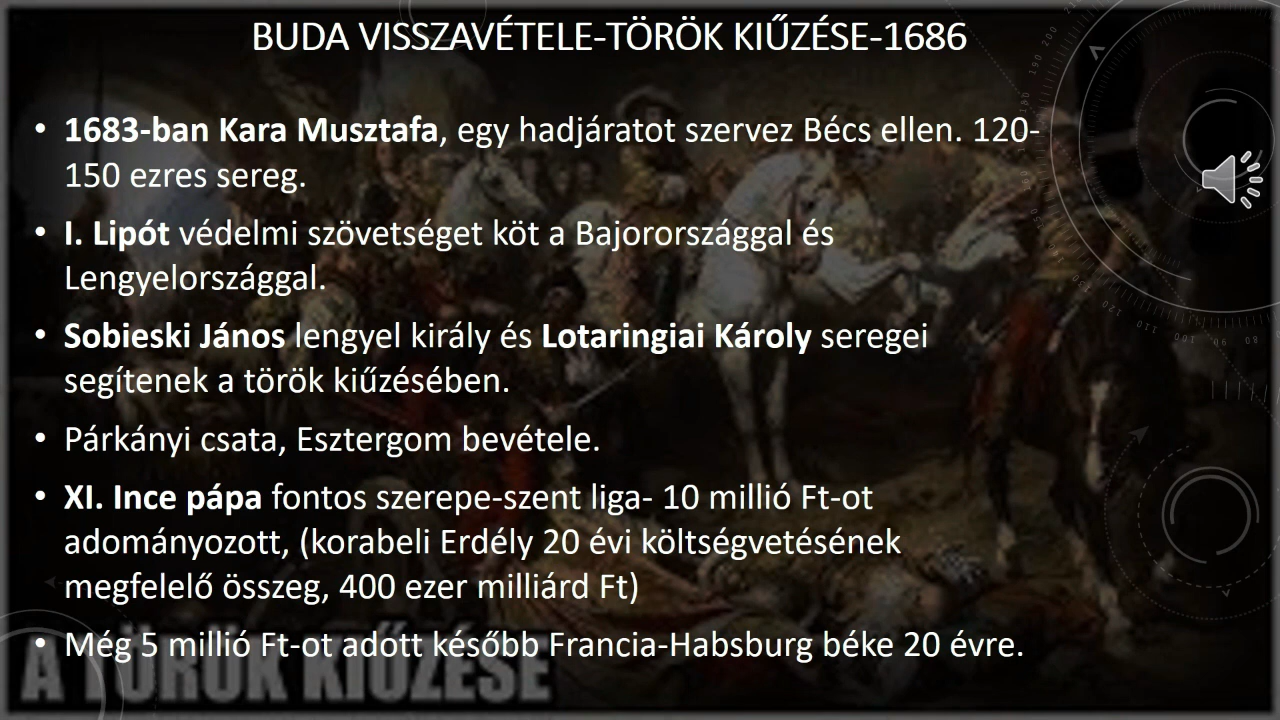 BUDA VISSZAVÉTELE-TÖRÖK KIŰZÉSE-1686
• 1683-ban Kara Musztafa, egy hadjáratot szervez Bécs ellen. 120-
150 ezres sereg.
• I. Lipót védelmi szövetséget köt a Bajorországgal és
Lengyelországgal.
• Sobieski János lengyel király és Lotaringiai Károly seregei
segítenek a török kiűzésében.
• Párkányi csata, Esztergom bevétele.
• XI. Ince pápa fontos szerepe-szent liga- 10 millió Ft-ot
adományozott, (korabeli Erdély 20 évi költségvetésének
megfelelő összeg, 400 ezer milliárd Ft)
• Még 5 millió Ft-ot adott később Francia-Habsburg béke 20 évre.
A TÖRÖK KIŰZÉSE